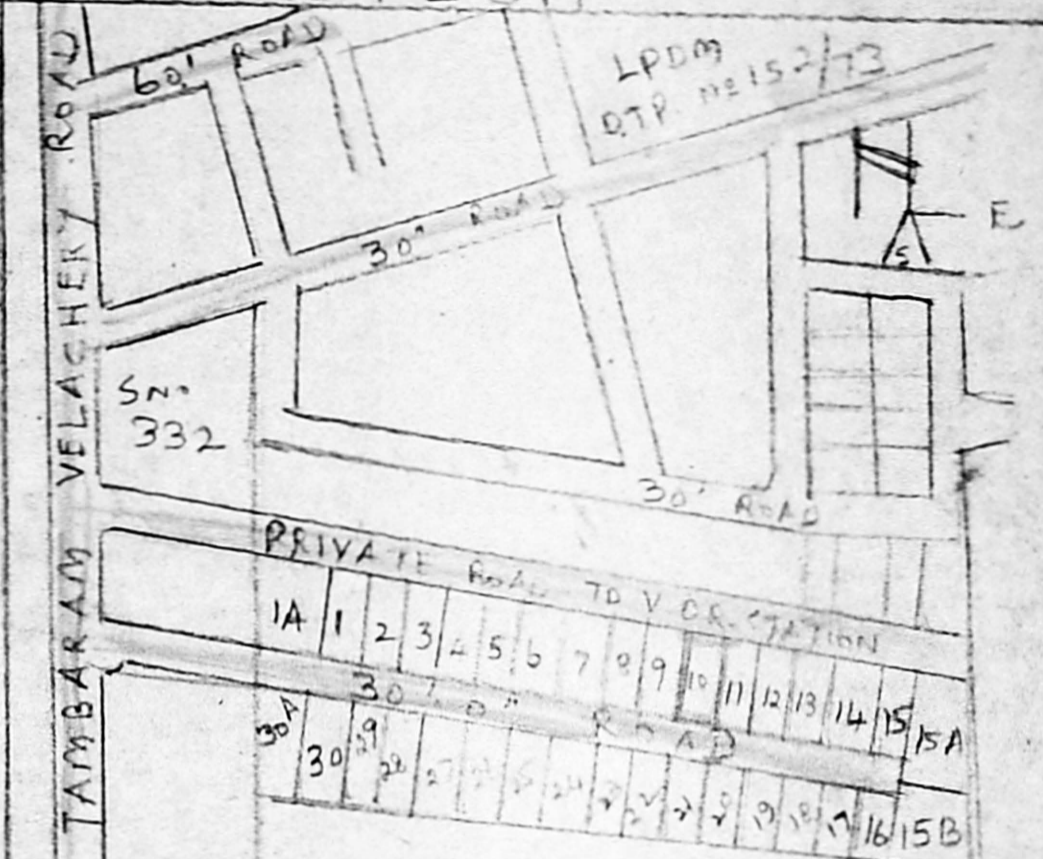 60' ROAD
LPDM
DTP. No 152/73
30' ROAD
E
S
S No.
332
TAMBARAM VELACHERY ROAD
30' ROAD
PRIVATE ROAD TO V O R STATION
1A 1 2 3 4 5 6 7 8 9 10 11 12 13 14 15 15A
30' 0" ROAD
30A 30 29 28 27 24 19 18 17 16 15B